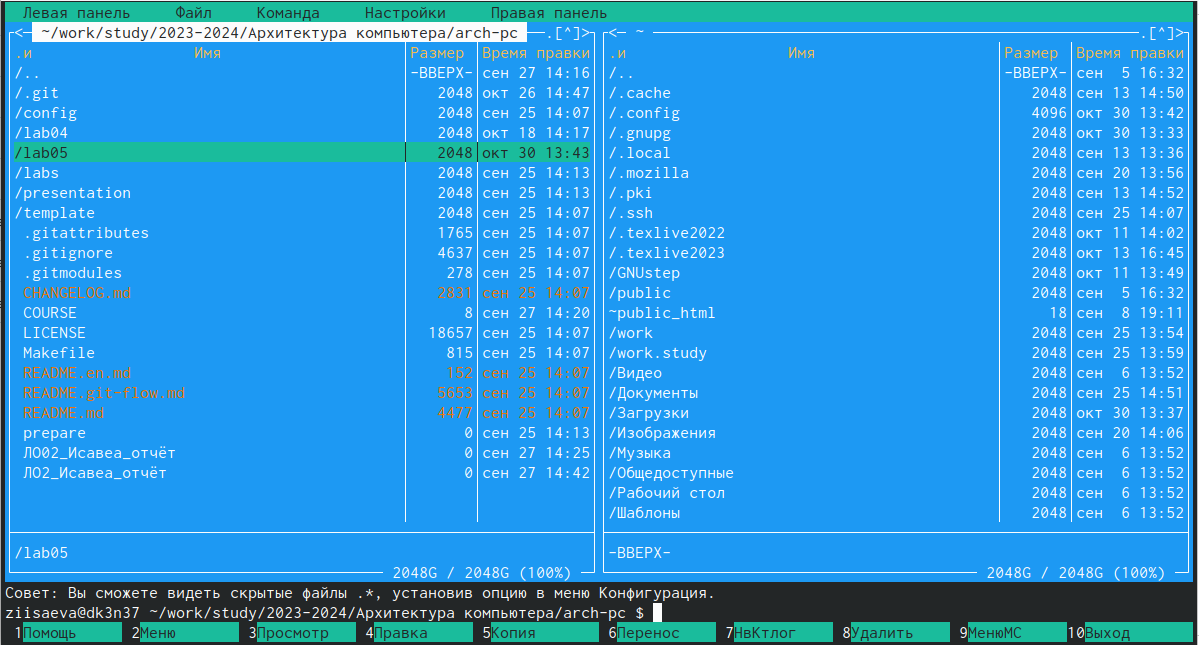 Левая панель Файл Команда Настройки Правая панель
<─ ~/work/study/2023-2024/Архитектура компьютера/arch-pc ─.[^]> <─ ~ ─.[^]>
.и Имя Размер Время правки .и Имя Размер Время правки
/.. -ВВЕРХ- сен 27 14:16 /.. -ВВЕРХ- сен 5 16:32
/.git 2048 окт 26 14:47 /.cache 2048 сен 13 14:50
/config 2048 сен 25 14:07 /.config 4096 окт 30 13:42
/lab04 2048 окт 18 14:17 /.gnupg 2048 окт 30 13:33
/lab05 2048 окт 30 13:43 /.local 2048 сен 13 13:36
/labs 2048 сен 25 14:13 /.mozilla 2048 сен 20 13:56
/presentation 2048 сен 25 14:13 /.pki 2048 сен 13 14:52
/template 2048 сен 25 14:07 /.ssh 2048 сен 25 14:07
.gitattributes 1765 сен 25 14:07 /.texlive2022 2048 окт 11 14:02
.gitignore 4637 сен 25 14:07 /.texlive2023 2048 окт 13 16:45
.gitmodules 278 сен 25 14:07 /GNUstep 2048 окт 11 13:49
CHANGELOG.md 2831 сен 25 14:07 /public 2048 сен 5 16:32
COURSE 8 сен 27 14:20 ~public_html 18 сен 8 19:11
LICENSE 18657 сен 25 14:07 /work 2048 сен 25 13:54
Makefile 815 сен 25 14:07 /work.study 2048 сен 25 13:59
README.en.md 152 сен 25 14:07 /Видео 2048 сен 6 13:52
README.git-flow.md 5653 сен 25 14:07 /Документы 2048 сен 25 14:51
README.md 4477 сен 25 14:07 /Загрузки 2048 окт 30 13:37
prepare 0 сен 25 14:13 /Изображения 2048 сен 20 14:06
ЛО02_Исавеа_отчёт 0 сен 27 14:25 /Музыка 2048 сен 6 13:52
ЛО2_Исавеа_отчёт 0 сен 27 14:42 /Общедоступные 2048 сен 6 13:52
/Рабочий стол 2048 сен 6 13:52
/Шаблоны 2048 сен 6 13:52
/lab05 -ВВЕРХ-
2048G / 2048G (100%) 2048G / 2048G (100%)
Совет: Вы сможете видеть скрытые файлы .*, установив опцию в меню Конфигурация.
ziisaeva@dk3n37 ~/work/study/2023-2024/Архитектура компьютера/arch-pc $
1Помощь 2Меню 3Просмотр 4Правка 5Копия 6Перенос 7НвКтлог 8Удалить 9МенюМС 10Выход